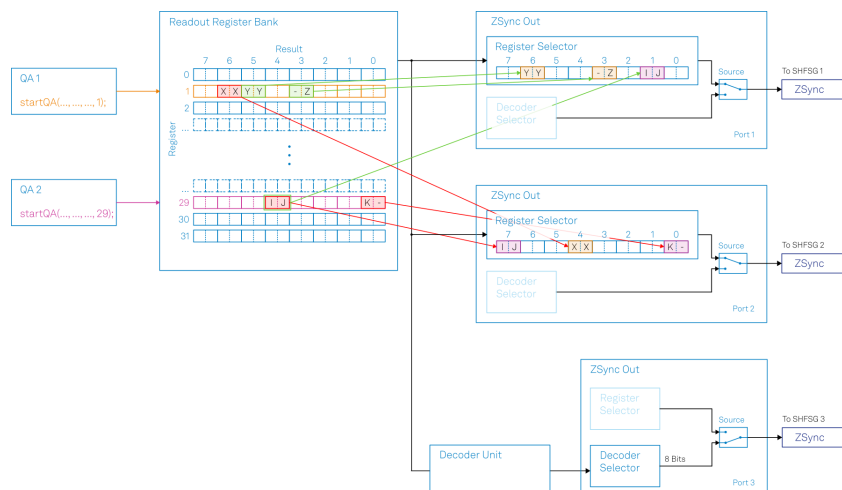 Readout Register Bank
Result
7 6 5 4 3 2 1 0
0
1 X X Y Y - Z
2
...
...
29 I J K -
30
31
Register
QA 1
startQA(..., ..., ..., 1);
QA 2
startQA(..., ..., ..., 29);
ZSync Out
Register Selector
7 6 5 4 3 2 1 0
Y Y - Z I J
Decoder
Selector
Source
Port 1
To SHFSG 1
ZSync
ZSync Out
Register Selector
7 6 5 4 3 2 1 0
I J X X K -
Decoder
Selector
Source
Port 2
To SHFSG 2
ZSync
ZSync Out
Register
Selector
Decoder Unit
Decoder
Selector
8 Bits
Source
Port 3
To SHFSG 3
ZSync